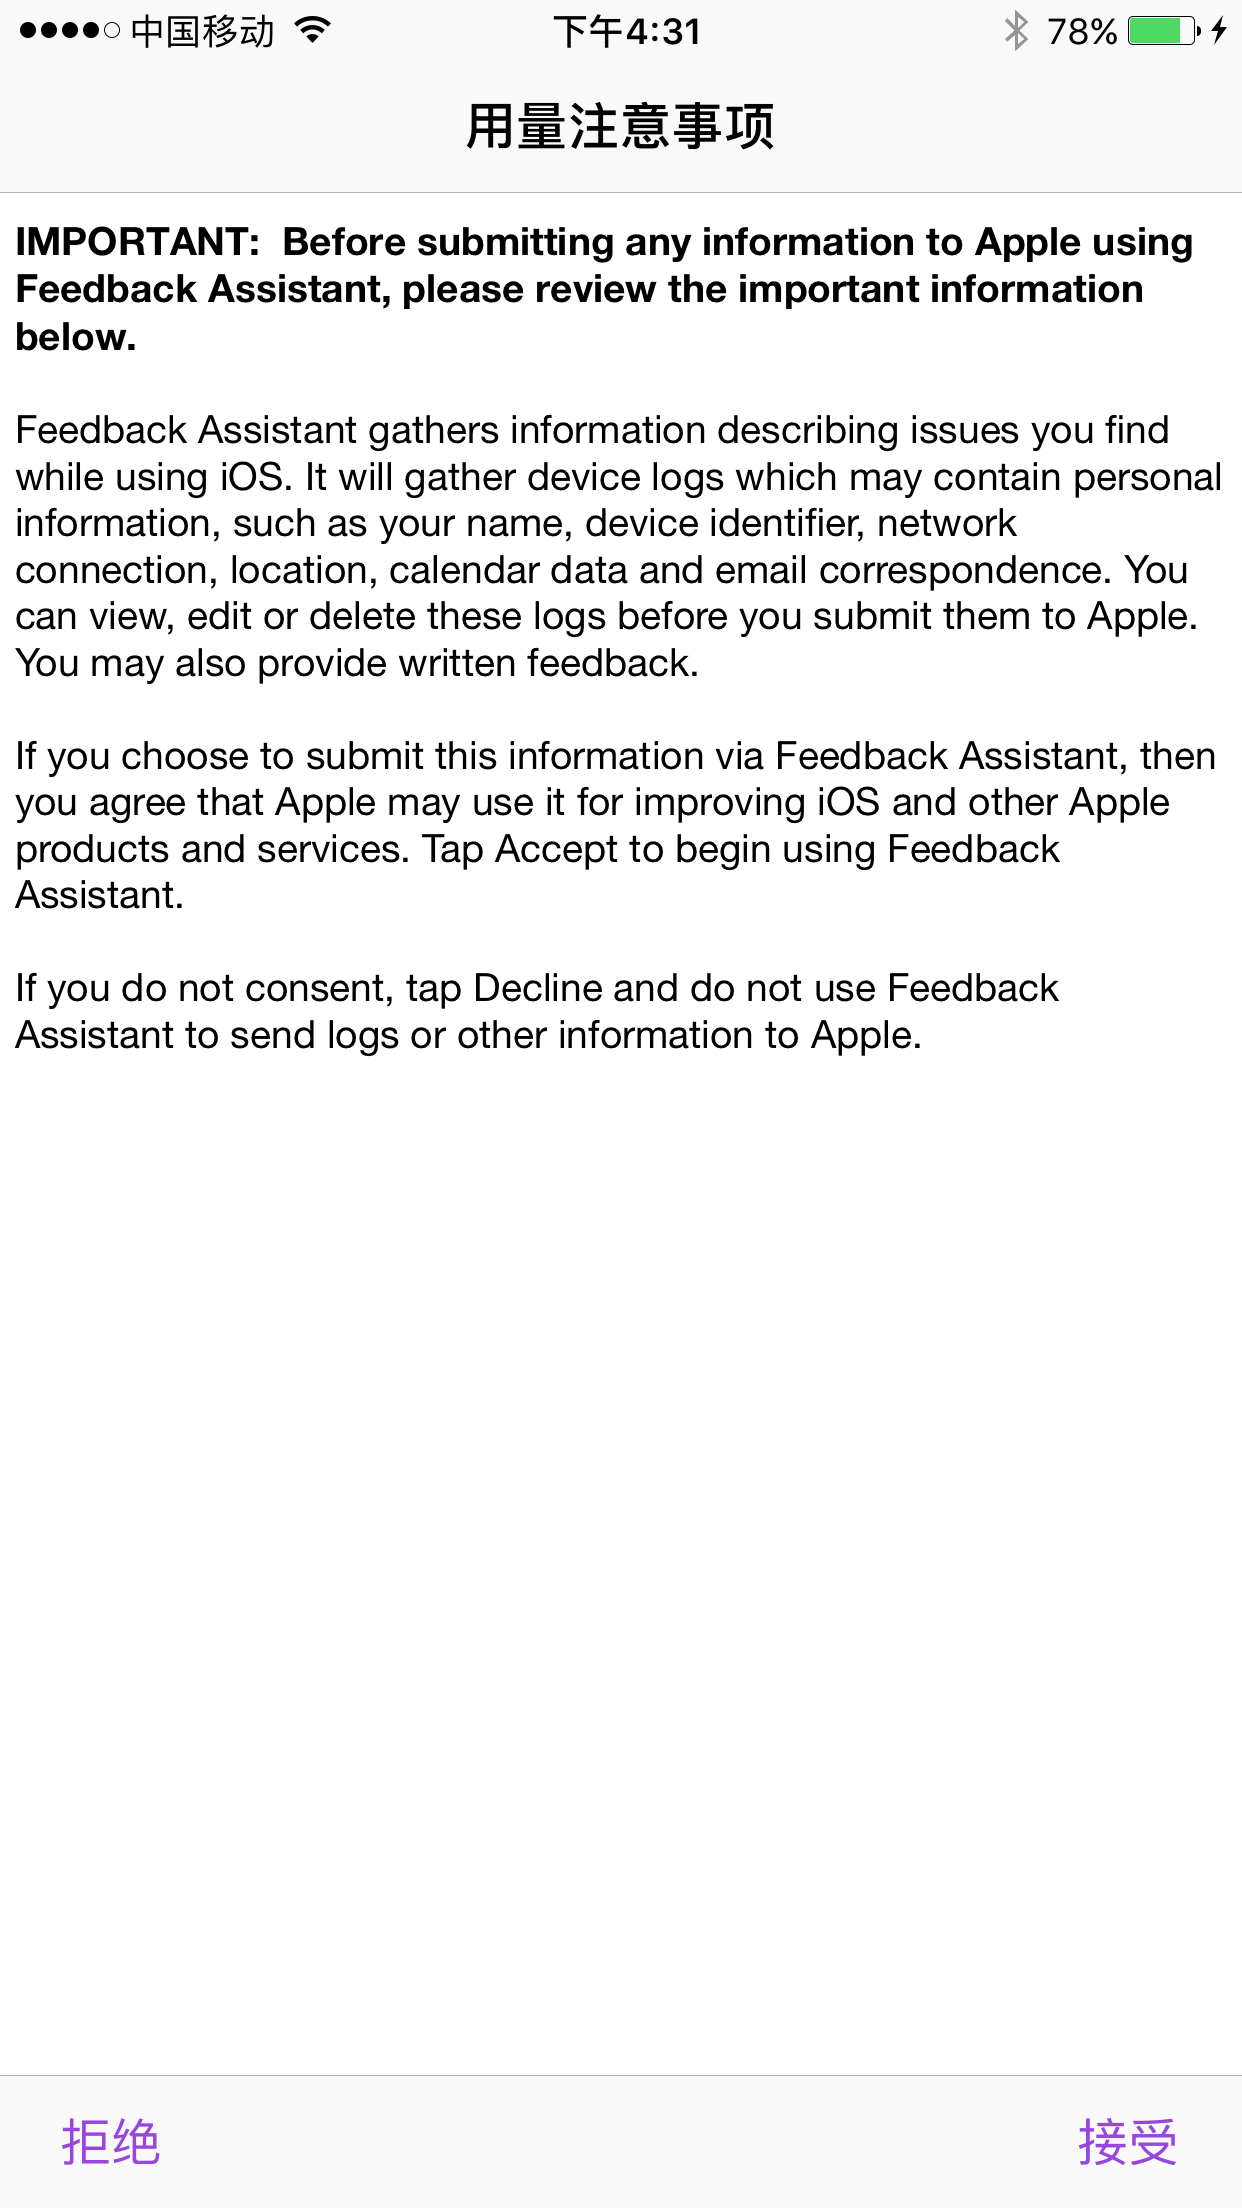 中国移动 下午4:31 78%
用量注意事项
IMPORTANT: Before submitting any information to Apple using
Feedback Assistant, please review the important information
below.
Feedback Assistant gathers information describing issues you find
while using iOS. It will gather device logs which may contain personal
information, such as your name, device identifier, network
connection, location, calendar data and email correspondence. You
can view, edit or delete these logs before you submit them to Apple.
You may also provide written feedback.
If you choose to submit this information via Feedback Assistant, then
you agree that Apple may use it for improving iOS and other Apple
products and services. Tap Accept to begin using Feedback
Assistant.
If you do not consent, tap Decline and do not use Feedback
Assistant to send logs or other information to Apple.
拒绝 接受